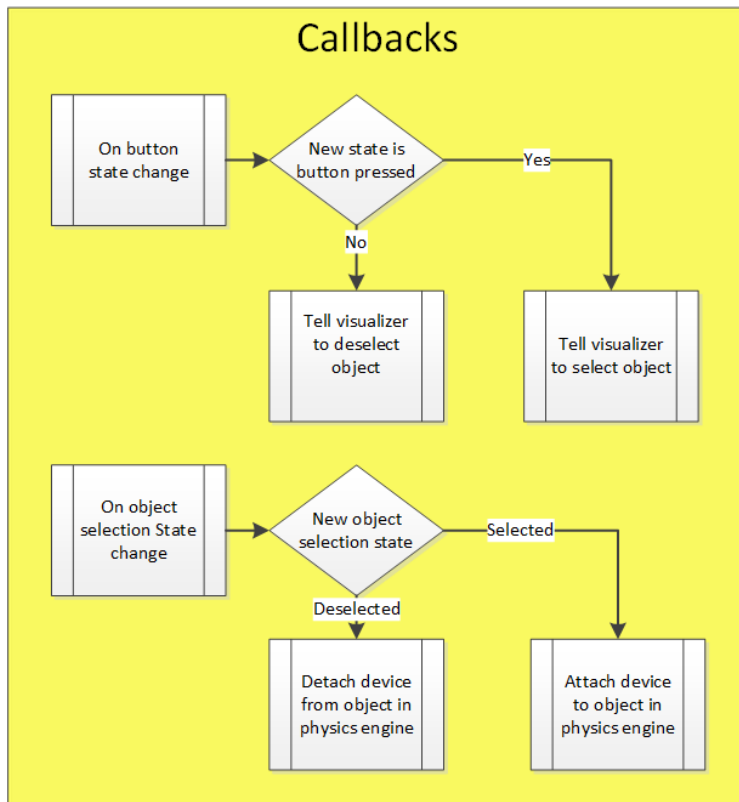 Callbacks
On button
state change
New state is
button pressed
Yes
No
Tell visualizer
to deselect
object
Tell visualizer
to select object
On object
selection State
change
New object
selection state
Selected
Deselected
Detach device
from object in
physics engine
Attach device
to object in
physics engine